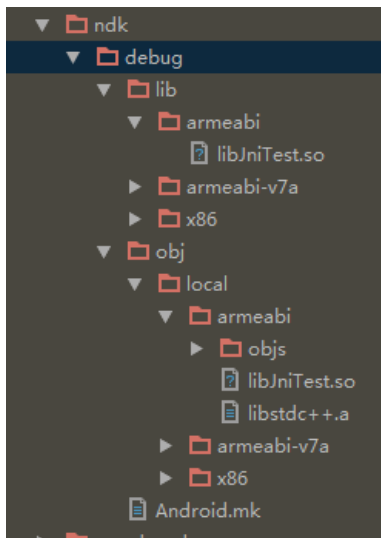 ndk
debug
lib
armeabi
libJniTest.so
armeabi-v7a
x86
obj
local
armeabi
objs
libJniTest.so
libstdc++.a
armeabi-v7a
x86
Android.mk